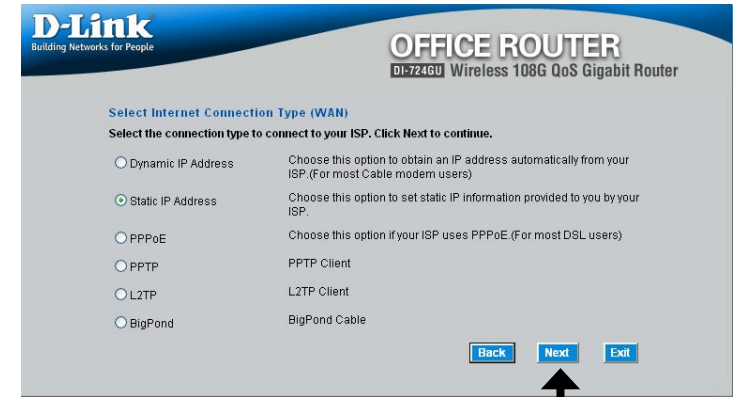 D-Link
Building Networks for People
OFFICE ROUTER
DI-724GU Wireless 108G QoS Gigabit Router
Select Internet Connection Type (WAN)
Select the connection type to connect to your ISP. Click Next to continue.
Dynamic IP Address
Choose this option to obtain an IP address automatically from your
ISP.(For most Cable modem users)
Static IP Address
Choose this option to set static IP information provided to you by your
ISP.
PPPoE
Choose this option if your ISP uses PPPoE.(For most DSL users)
PPTP
PPTP Client
L2TP
L2TP Client
BigPond
BigPond Cable
Back Next Exit